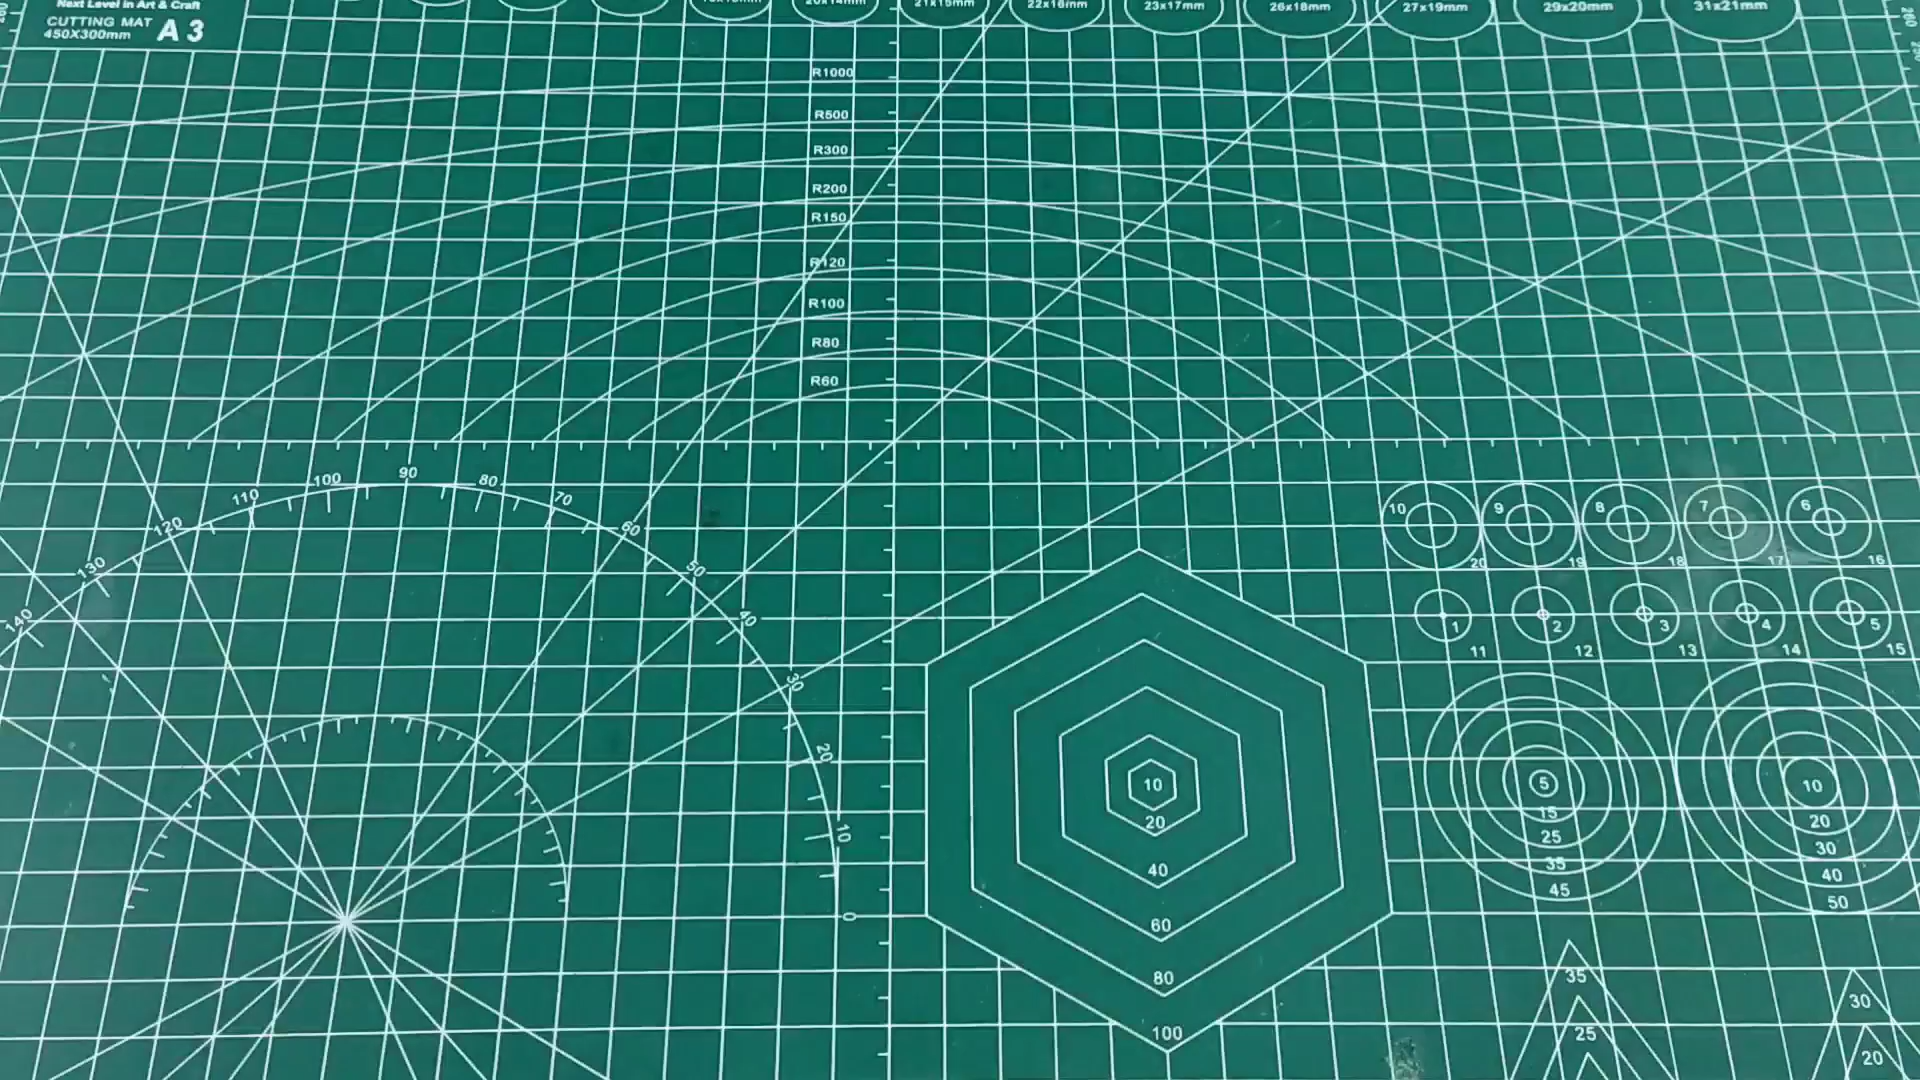 Next Level in Art & Craft
CUTTING MAT
450X300mm A 3
20x14mm 21x15mm 22x16mm 23x17mm 26x18mm 27x19mm 29x20mm 31x21mm
260
R1000
R500
R300
R200
R150
R120
R100
R80
R60
140 130 120 110 100 90 80 70 60 50 40 30 20 10 0
10 9 8 7 6
20 19 18 17 16
1 2 3 4 5
11 12 13 14 15
10
20
40
60
80
100
5
15
25
35
45
10
20
30
40
50
35
25
30
20